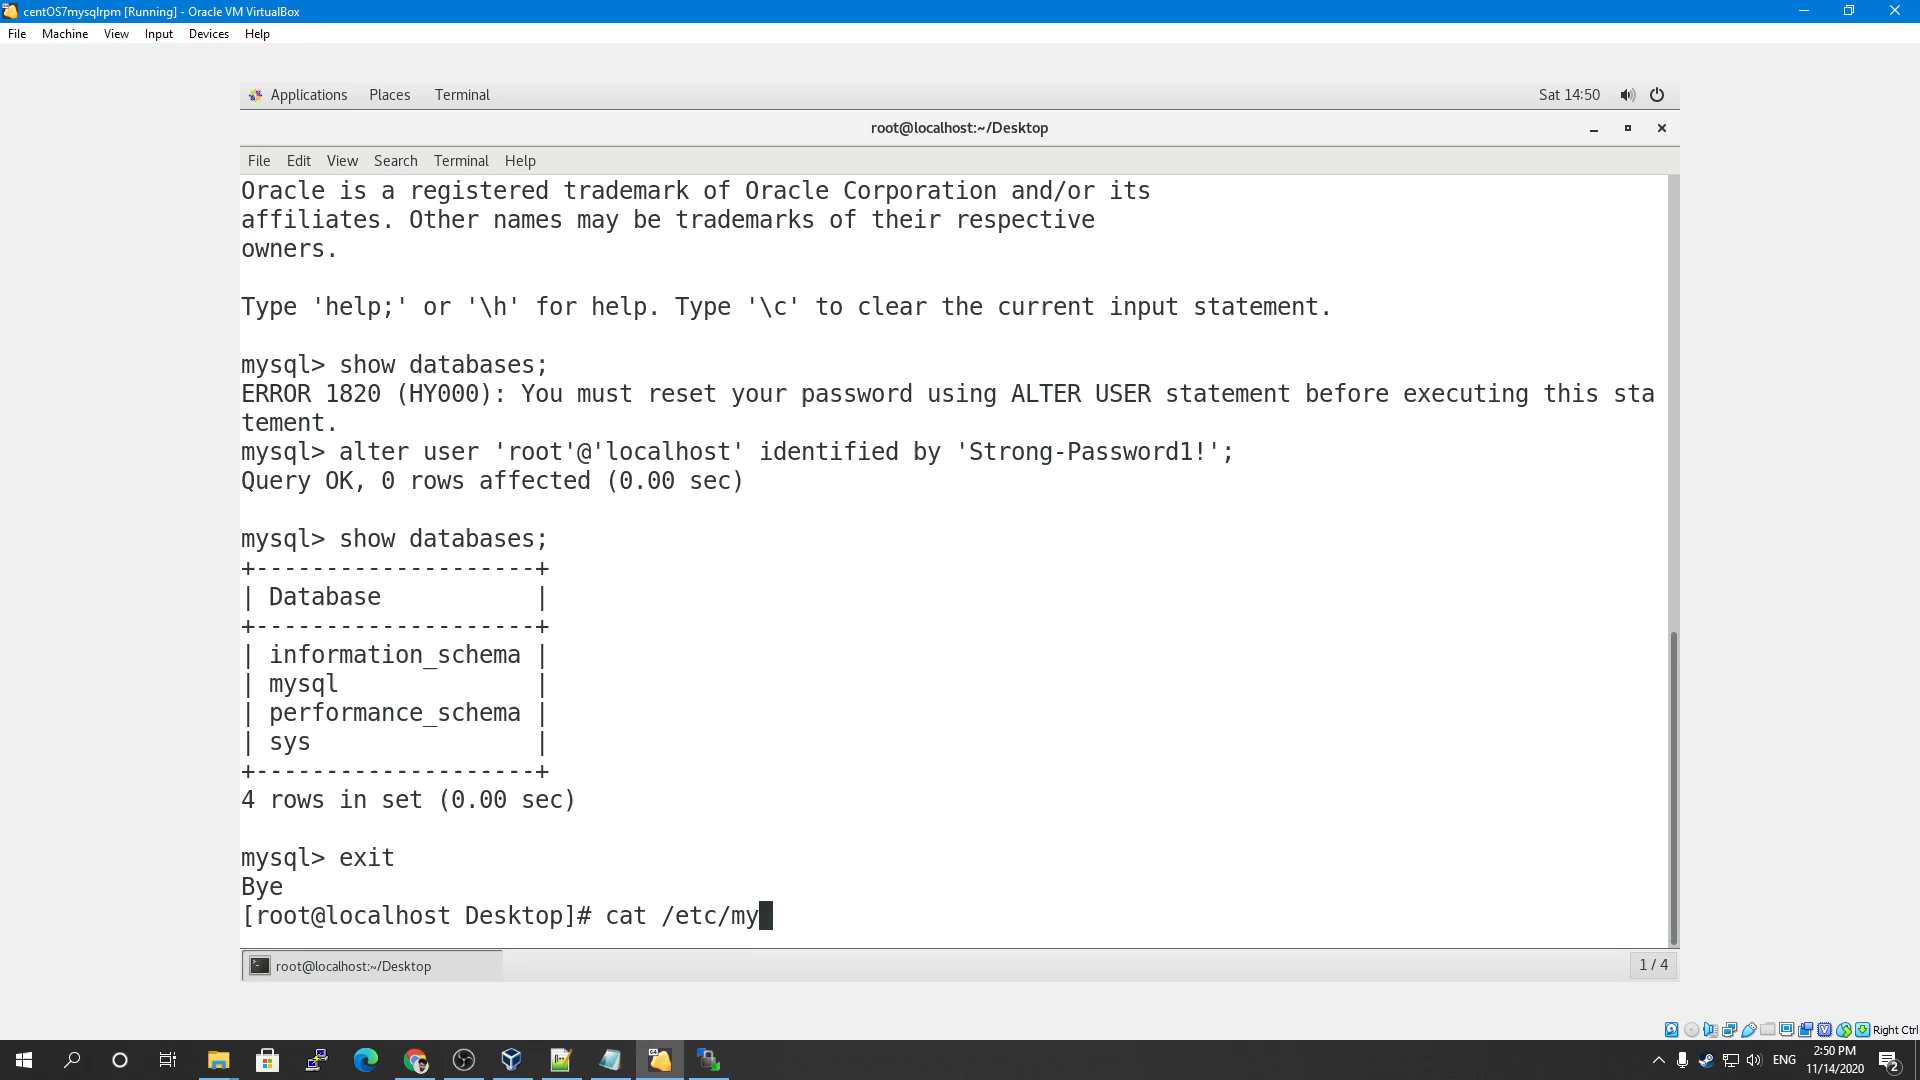 centOS7mysqlrpm [Running] - Oracle VM VirtualBox
File Machine View Input Devices Help
Applications Places Terminal Sat 14:50
root@localhost:~/Desktop
File Edit View Search Terminal Help
Oracle is a registered trademark of Oracle Corporation and/or its
affiliates. Other names may be trademarks of their respective
owners.
Type 'help;' or '\h' for help. Type '\c' to clear the current input statement.
mysql> show databases;
ERROR 1820 (HY000): You must reset your password using ALTER USER statement before executing this sta
tement.
mysql> alter user 'root'@'localhost' identified by 'Strong-Password1!';
Query OK, 0 rows affected (0.00 sec)
mysql> show databases;
+--------------------+
| Database           |
+--------------------+
| information_schema |
| mysql              |
| performance_schema |
| sys                |
+--------------------+
4 rows in set (0.00 sec)
mysql> exit
Bye
[root@localhost Desktop]# cat /etc/my
root@localhost:~/Desktop 1 / 4
Right Ctrl
ENG 2:50 PM
11/14/2020 2